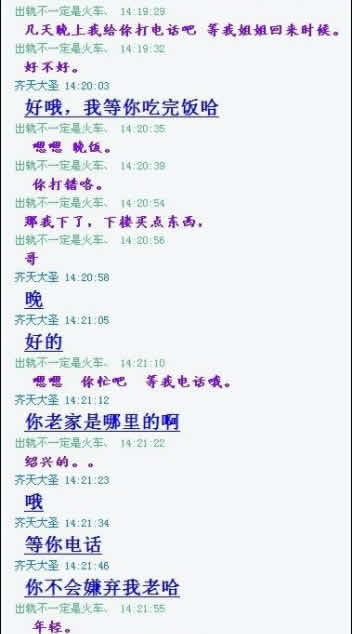 出轨不一定是火车、 14:19:29
几天晚上我给你打电话吧 等我姐姐回来时候。
出轨不一定是火车、 14:19:32
好不好。
齐天大圣 14:20:03
好哦，我等你吃完饭哈
出轨不一定是火车、 14:20:35
嗯嗯 晚饭。
出轨不一定是火车、 14:20:39
你打错咯。
出轨不一定是火车、 14:20:54
那我下了，下楼买点东西。
出轨不一定是火车、 14:20:56
哥
齐天大圣 14:20:58
晚
齐天大圣 14:21:05
好的
出轨不一定是火车、 14:21:10
嗯嗯 你忙吧 等我电话哦。
齐天大圣 14:21:12
你老家是哪里的啊
出轨不一定是火车、 14:21:22
绍兴的。。
齐天大圣 14:21:23
哦
齐天大圣 14:21:34
等你电话
齐天大圣 14:21:46
你不会嫌弃我老哈
出轨不一定是火车、 14:21:55
年轻。